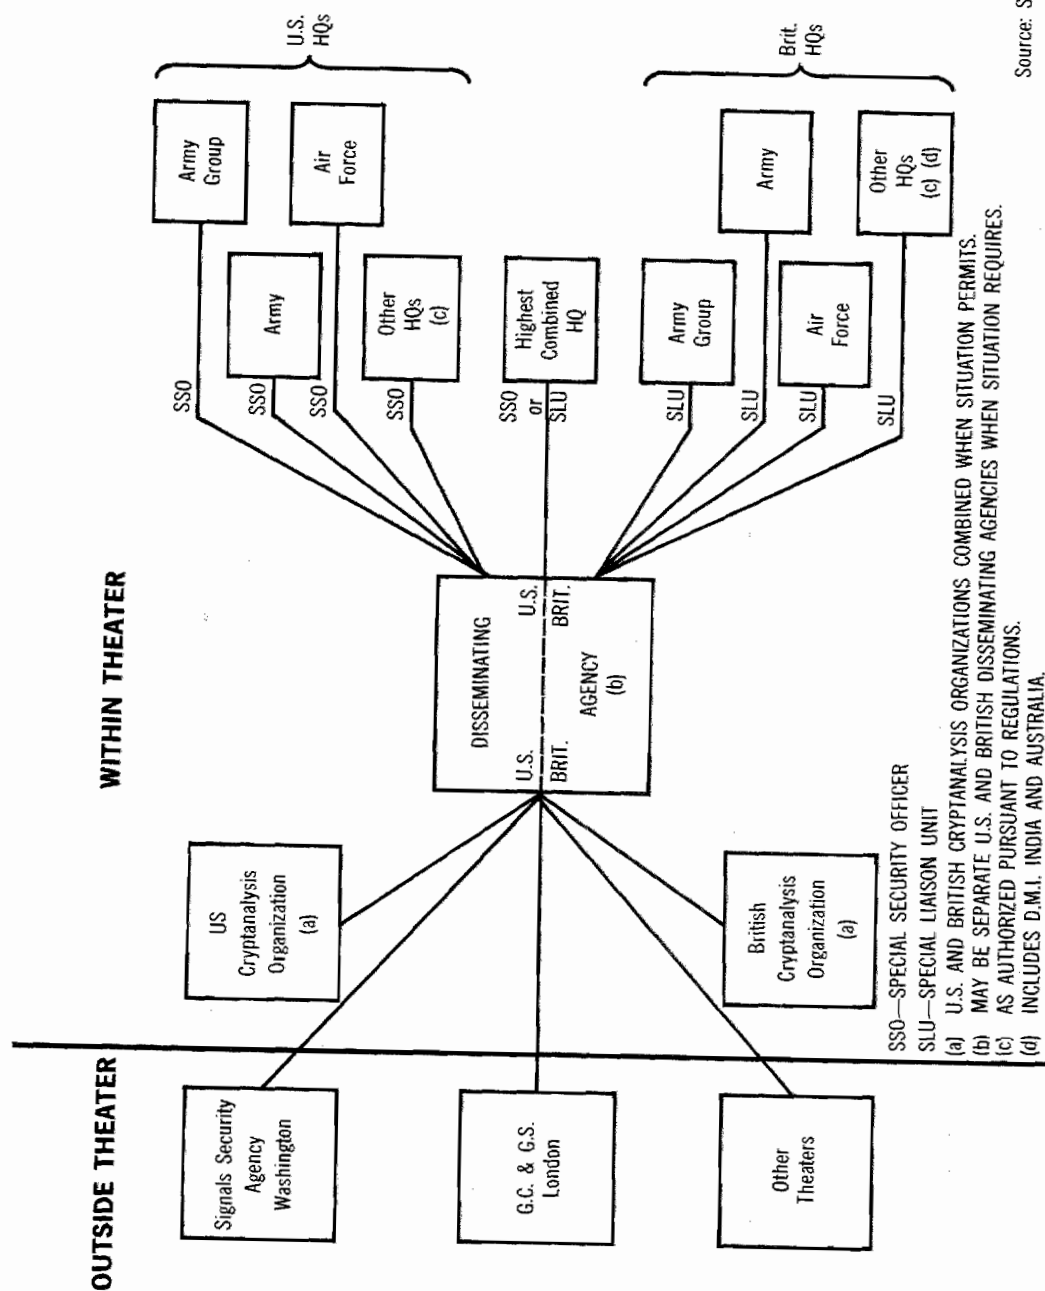 OUTSIDE THEATER
WITHIN THEATER
Signals Security
Agency
Washington
G.C. & G.S.
London
Other
Theaters
US
Cryptanalysis
Organization
(a)
British
Cryptanalysis
Organization
(a)
DISSEMINATING
U.S.
U.S.
BRIT.
BRIT.
AGENCY
(b)
SSO
SSO
SSO
SSO
SSO
or
SLU
SLU
SLU
SLU
SLU
Army
Group
Army
Air
Force
Other
HQs
(c)
Highest
Combined
HQ
Army
Group
Army
Air
Force
Other
HQs
(c) (d)
U.S.
HQs
Brit.
HQs
SSO—SPECIAL SECURITY OFFICER
SLU—SPECIAL LIAISON UNIT
(a) U.S. AND BRITISH CRYPTANALYSIS ORGANIZATIONS COMBINED WHEN SITUATION PERMITS.
(b) MAY BE SEPARATE U.S. AND BRITISH DISSEMINATING AGENCIES WHEN SITUATION REQUIRES.
(c) AS AUTHORIZED PURSUANT TO REGULATIONS.
(d) INCLUDES D.M.I. INDIA AND AUSTRALIA.
Source: S